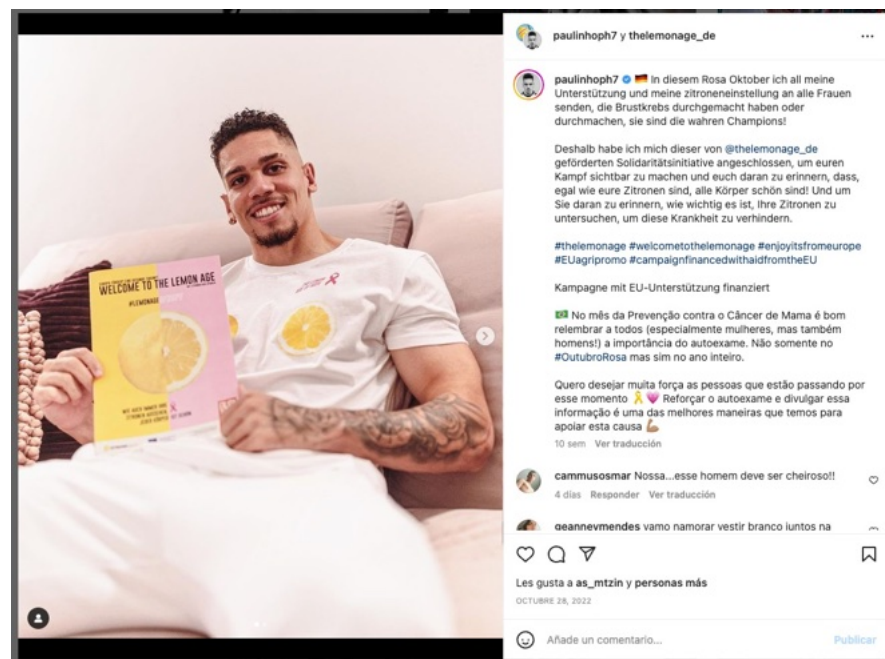 WELCOME TO THE LEMON AGE
#LEMONAGE
paulinhoph7 y thelemonage_de
paulinhoph7 🇩🇪 In diesem Rosa Oktober ich all meine
Unterstützung und meine zitroneneinstellung an alle Frauen
senden, die Brustkrebs durchgemacht haben oder
durchmachen, sie sind die wahren Champions!
Deshalb habe ich mich dieser von @thelemonage_de
geförderten Solidaritätsinitiative angeschlossen, um euren
Kampf sichtbar zu machen und euch daran zu erinnern, dass,
egal wie eure Zitronen sind, alle Körper schön sind! Und um
Sie daran zu erinnern, wie wichtig es ist, Ihre Zitronen zu
untersuchen, um diese Krankheit zu verhindern.
#thelemonage #welcometothelemonage #enjoyitsfromeurope
#EUagripromo #campaignfinancedwithaidfromtheEU
Kampagne mit EU-Unterstützung finanziert
🇧🇷 No mês da Prevenção contra o Câncer de Mama é bom
relembrar a todos (especialmente mulheres, mas também
homens!) a importância do autoexame. Não somente no
#OutubroRosa mas sim no ano inteiro.
Quero desejar muita força as pessoas que estão passando por
esse momento 🎗️💗 Reforçar o autoexame e divulgar essa
informação é uma das melhores maneiras que temos para
apoiar esta causa 💪🏽
10 sem Ver traducción
cammusosmar Nossa...esse homem deve ser cheiroso!!
4 días Responder Ver traducción
geanneymendes vamo namorar vestir branco juntos na
Les gusta a as_mtzin y personas más
OCTUBRE 28, 2022
Añade un comentario...
Publicar